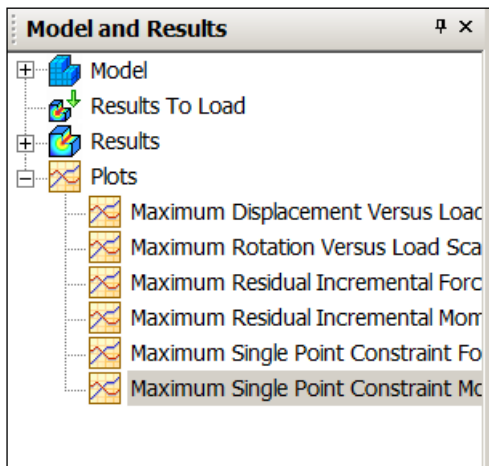 Model and Results
Model
Results To Load
Results
Plots
Maximum Displacement Versus Load
Maximum Rotation Versus Load Sca
Maximum Residual Incremental Forc
Maximum Residual Incremental Mom
Maximum Single Point Constraint Fo
Maximum Single Point Constraint Mo